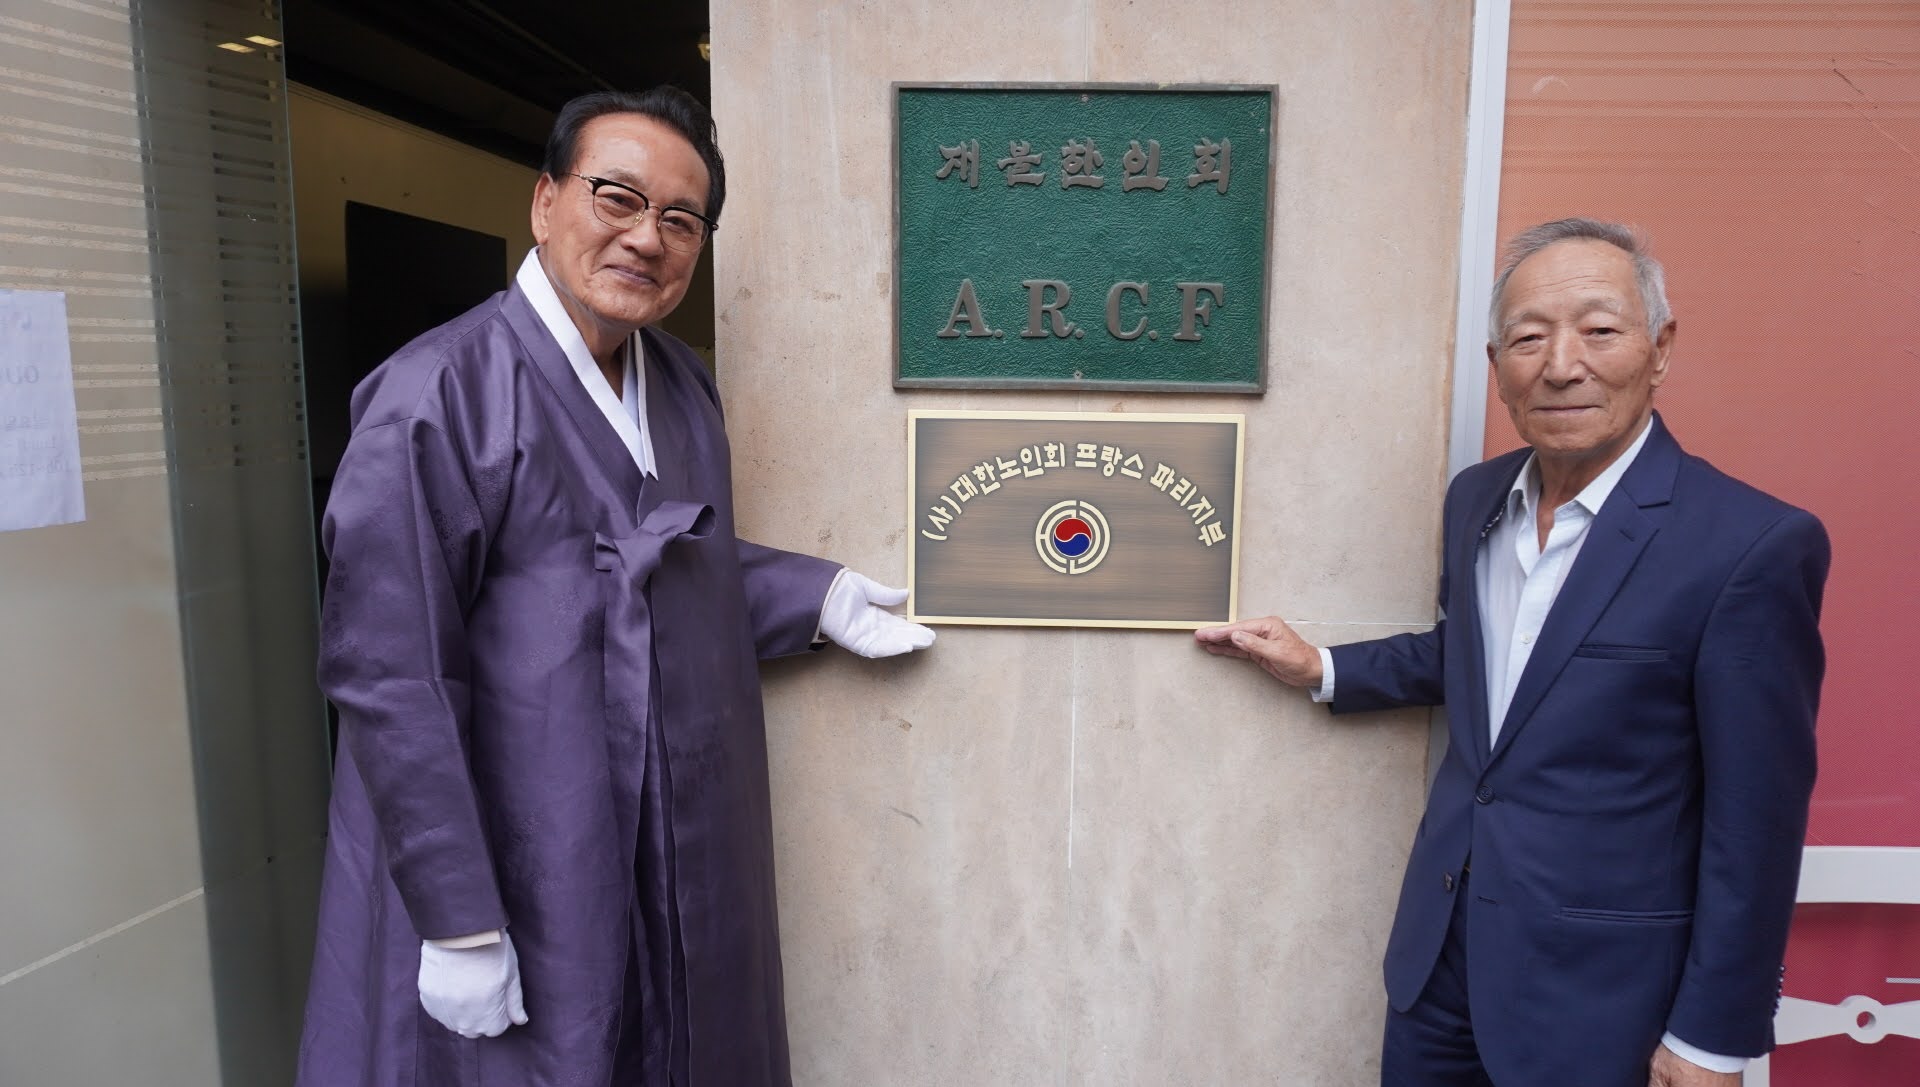 재불한인회
A.R.C.F
(사)대한노인회 프랑스 파리지부